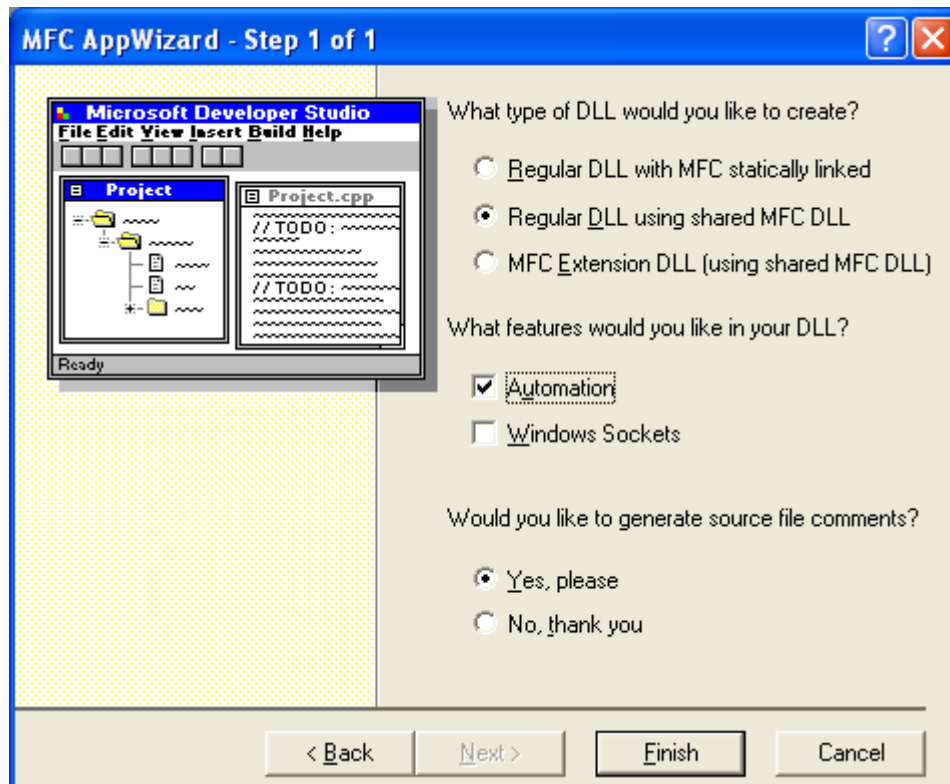 MFC AppWizard - Step 1 of 1
Microsoft Developer Studio
File Edit View Insert Build Help
Project
Project.cpp
//TODO:
//TODO:
Ready
What type of DLL would you like to create?
Regular DLL with MFC statically linked
Regular DLL using shared MFC DLL
MFC Extension DLL (using shared MFC DLL)
What features would you like in your DLL?
Automation
Windows Sockets
Would you like to generate source file comments?
Yes, please
No, thank you
< Back Next > Finish Cancel